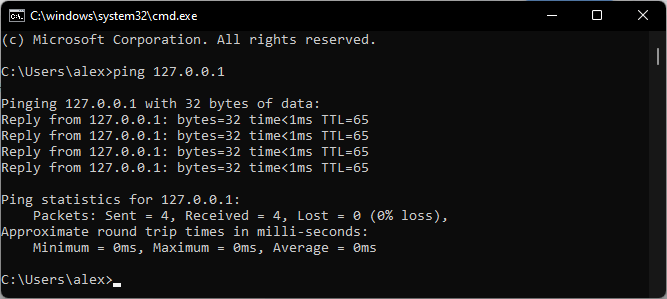 C:\windows\system32\cmd.exe
(c) Microsoft Corporation. All rights reserved.
C:\Users\alex>ping 127.0.0.1
Pinging 127.0.0.1 with 32 bytes of data:
Reply from 127.0.0.1: bytes=32 time<1ms TTL=65
Reply from 127.0.0.1: bytes=32 time<1ms TTL=65
Reply from 127.0.0.1: bytes=32 time<1ms TTL=65
Reply from 127.0.0.1: bytes=32 time<1ms TTL=65
Ping statistics for 127.0.0.1:
    Packets: Sent = 4, Received = 4, Lost = 0 (0% loss),
Approximate round trip times in milli-seconds:
    Minimum = 0ms, Maximum = 0ms, Average = 0ms
C:\Users\alex>